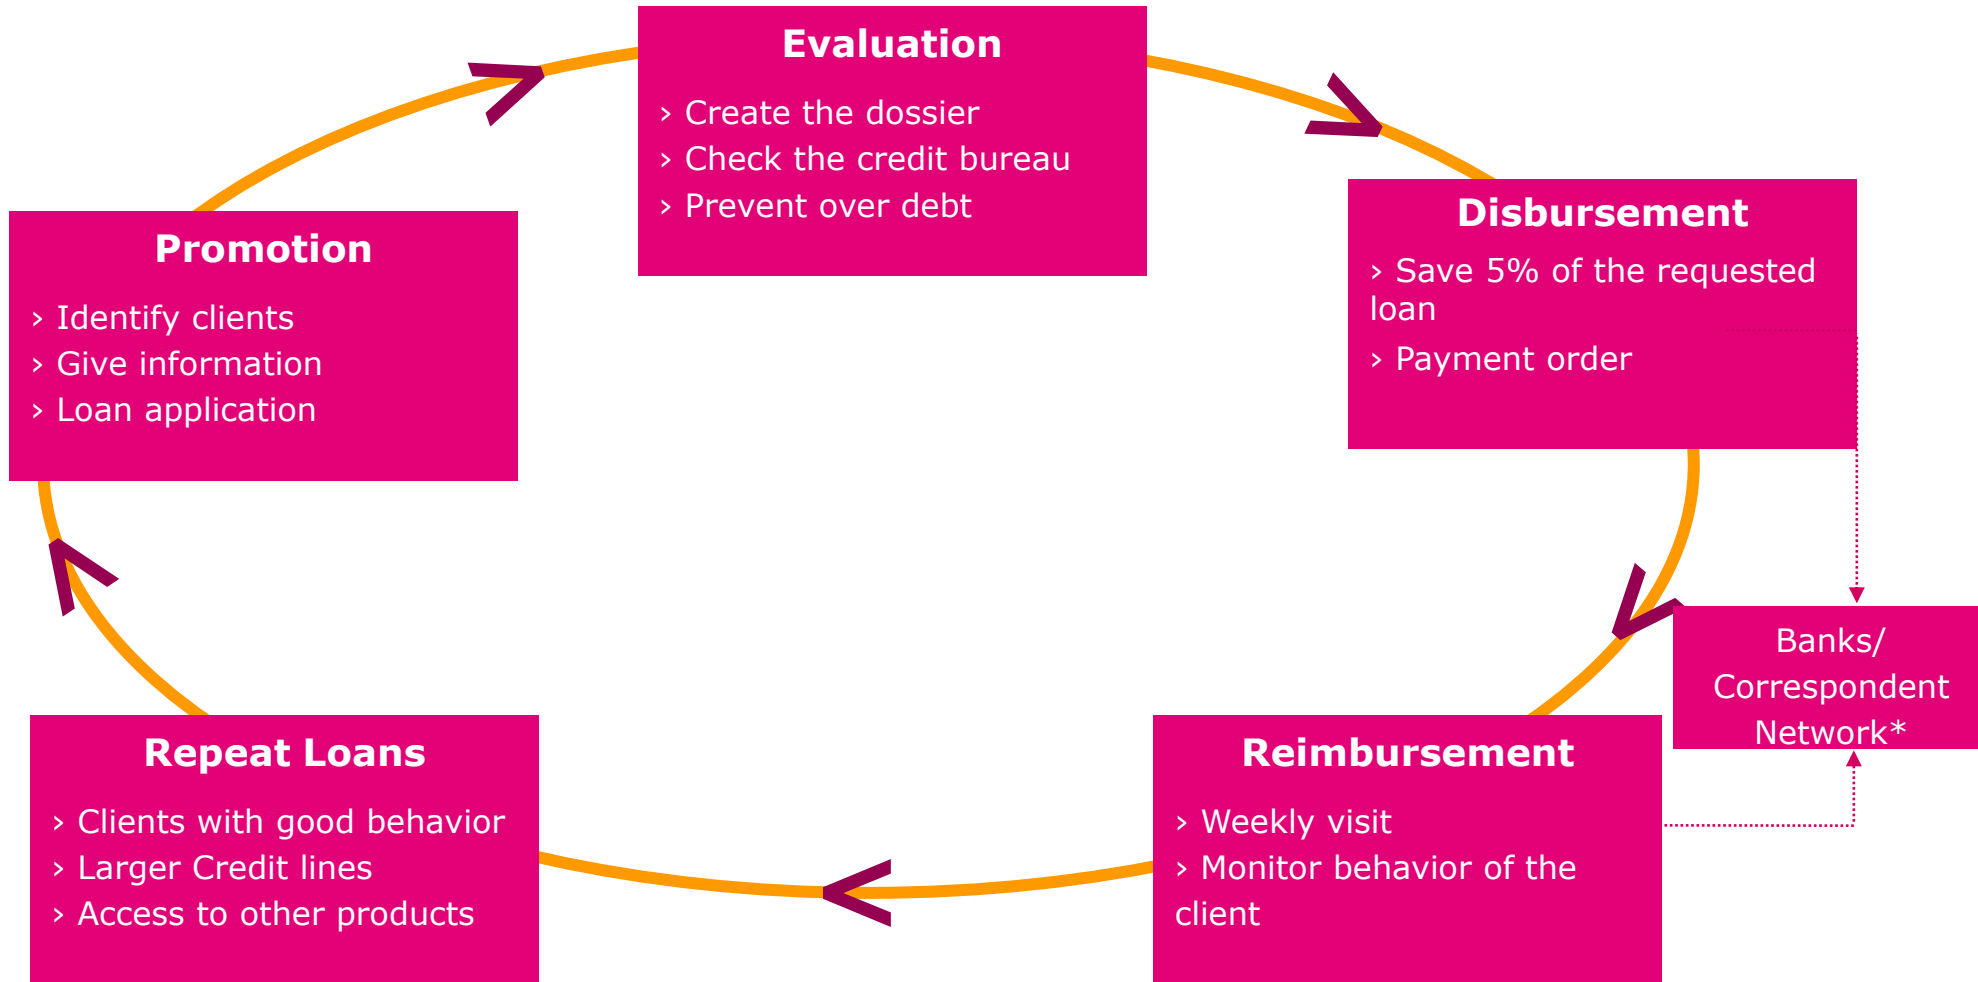 Evaluation
› Create the dossier
› Check the credit bureau
› Prevent over debt
Disbursement
› Save 5% of the requested
loan
› Payment order
Promotion
› Identify clients
› Give information
› Loan application
Banks/
Correspondent
Network*
Repeat Loans
› Clients with good behavior
› Larger Credit lines
› Access to other products
Reimbursement
› Weekly visit
› Monitor behavior of the
client